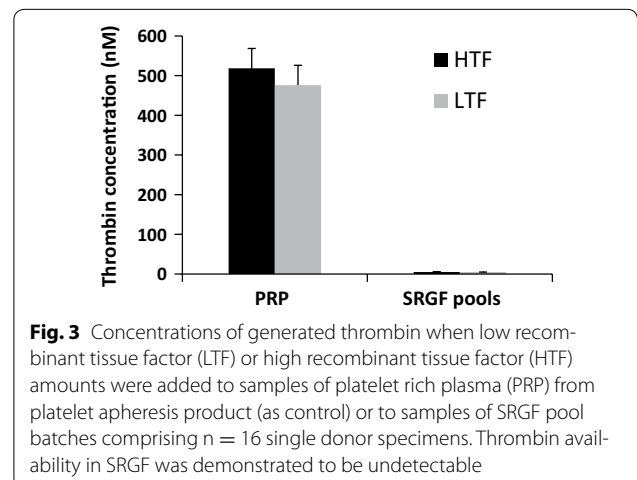 600
500
400
300
200
100
0
Thrombin concentration (nM)
HTF
LTF
PRP
SRGF pools
Fig. 3 Concentrations of generated thrombin when low recom-
binant tissue factor (LTF) or high recombinant tissue factor (HTF)
amounts were added to samples of platelet rich plasma (PRP) from
platelet apheresis product (as control) or to samples of SRGF pool
batches comprising n = 16 single donor specimens. Thrombin avail-
ability in SRGF was demonstrated to be undetectable